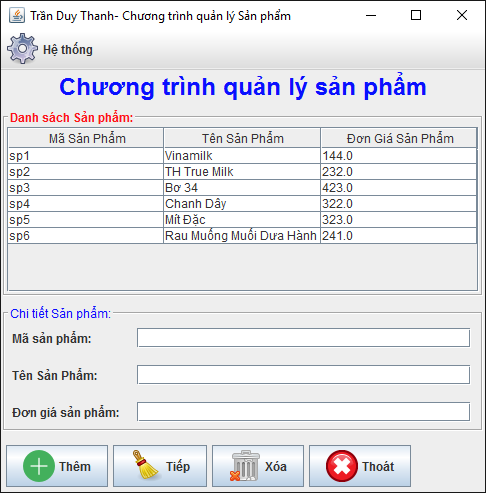 Trần Duy Thanh- Chương trình quản lý Sản phẩm
Hệ thống
Chương trình quản lý sản phẩm
Danh sách Sản phẩm:
Mã Sản Phẩm Tên Sản Phẩm Đơn Giá Sản Phẩm
sp1 Vinamilk 144.0
sp2 TH True Milk 232.0
sp3 Bơ 34 423.0
sp4 Chanh Dây 322.0
sp5 Mít Đặc 323.0
sp6 Rau Muống Muối Dưa Hành 241.0
Chi tiết Sản phẩm:
Mã sản phẩm:
Tên Sản Phẩm:
Đơn giá sản phẩm:
Thêm Tiếp Xóa Thoát